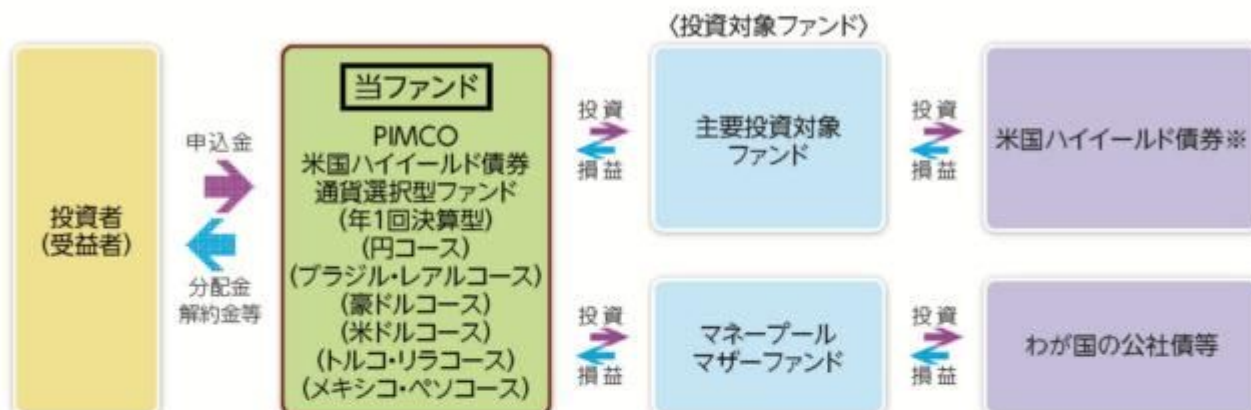 〈投資対象ファンド〉
投資者
(受益者)
申込金
分配金
解約金等
当ファンド
PIMCO
米国ハイイールド債券
通貨選択型ファンド
(年1回決算型)
(円コース)
(ブラジル・レアルコース)
(豪ドルコース)
(米ドルコース)
(トルコ・リラコース)
(メキシコ・ペソコース)
投資
損益
主要投資対象
ファンド
投資
損益
米国ハイイールド債券※
投資
損益
マネープール
マザーファンド
投資
損益
わが国の公社債等